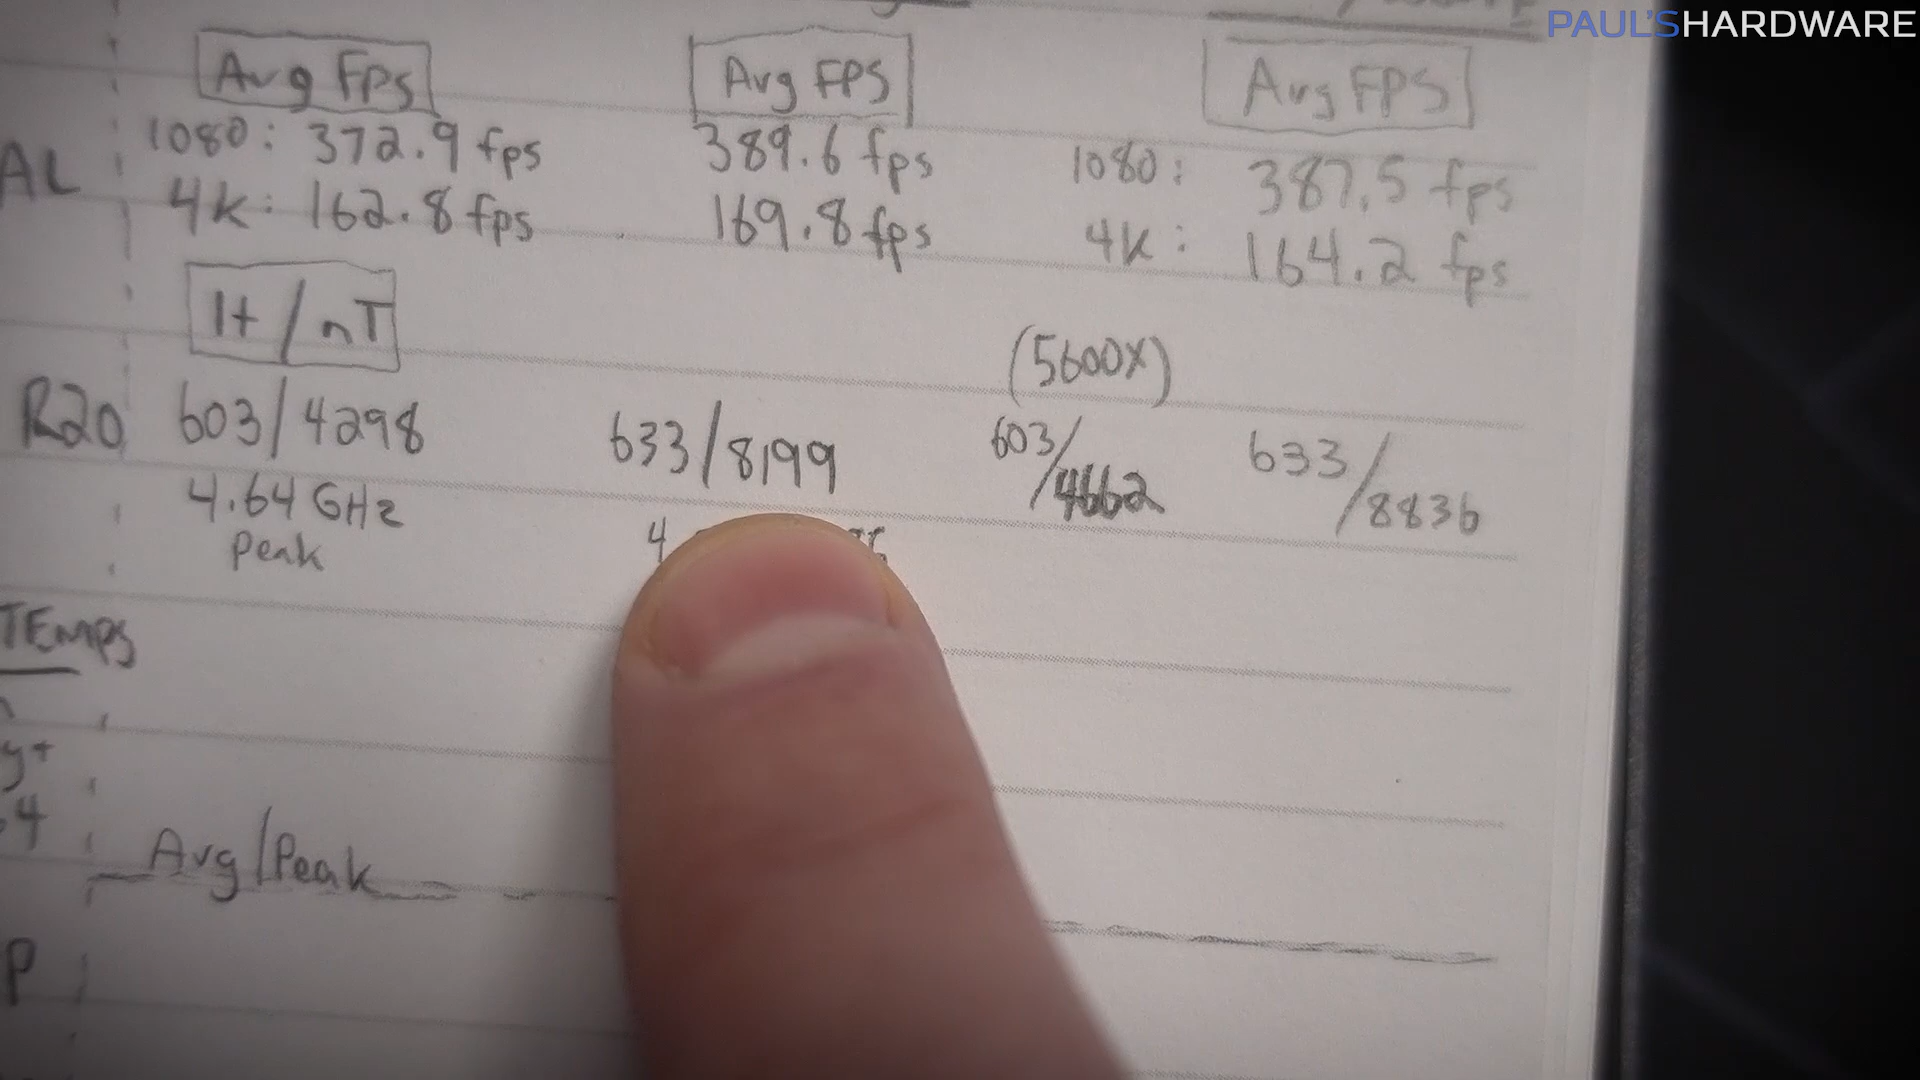 PAUL'SHARDWARE
Avg FPS Avg FPS Avg FPS
1080: 372.9 fps 389.6 fps 1080: 387.5 fps
AL 4K: 162.8 fps 169.8 fps 4K: 164.2 fps
1t/nT
(5600X)
R20 603/4298 633/8199 603/4662 633/8836
4.64 GHz 4
Peak
TEmps
y+
4
Avg/Peak
P